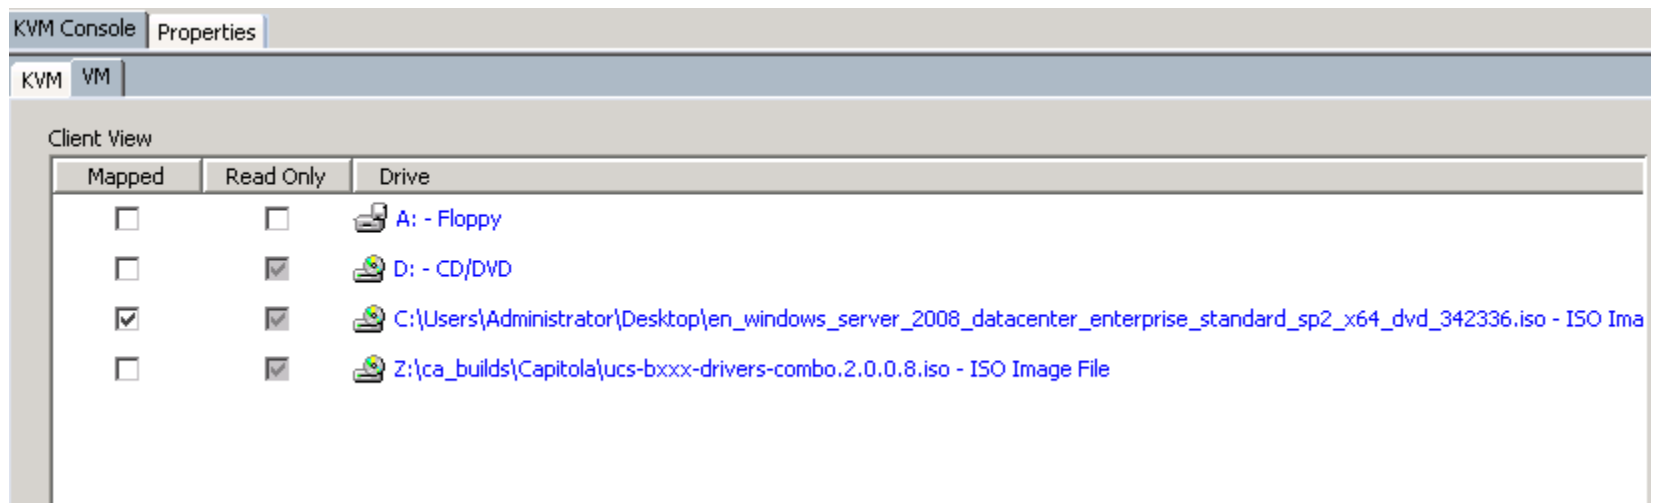 KVM Console Properties
KVM VM
Client View
Mapped Read Only Drive
A: - Floppy
D: - CD/DVD
C:\Users\Administrator\Desktop\en_windows_server_2008_datacenter_enterprise_standard_sp2_x64_dvd_342336.iso - ISO Ima
Z:\ca_builds\Capitola\ucs-bxxx-drivers-combo.2.0.0.8.iso - ISO Image File